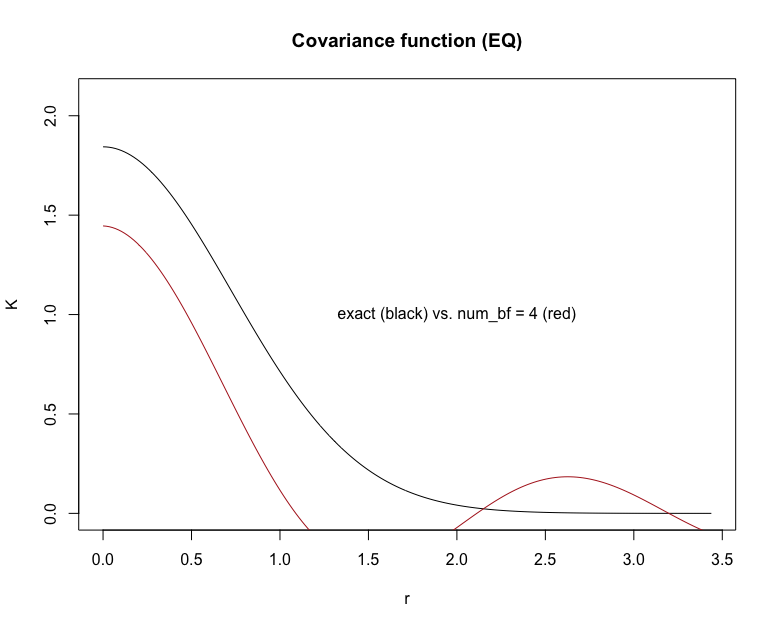 Covariance function (EQ)
K
2.0
1.5
1.0
0.5
0.0
exact (black) vs. num_bf = 4 (red)
0.0 0.5 1.0 1.5 2.0 2.5 3.0 3.5
r